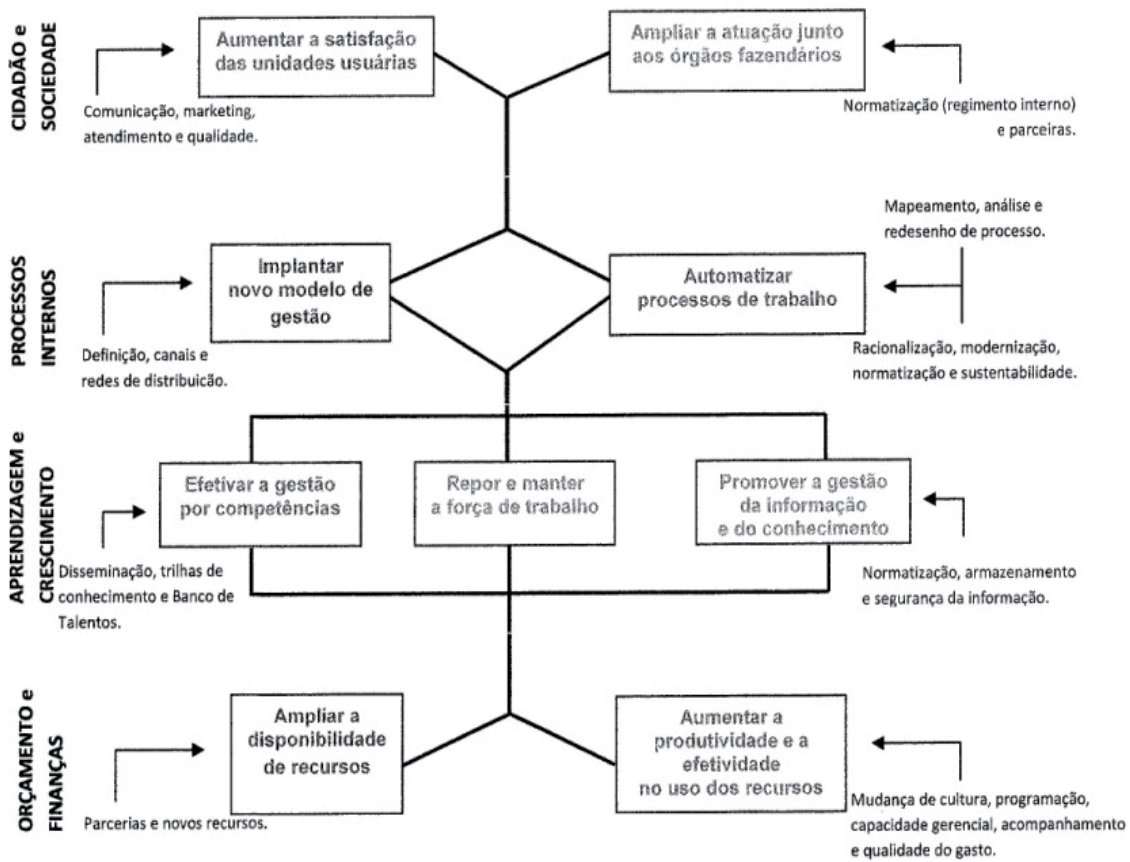 CIDADÃO e
SOCIEDADE
Aumentar a satisfação
das unidades usuárias
Ampliar a atuação junto
aos órgãos fazendários
Comunicação, marketing,
atendimento e qualidade.
Normatização (regimento interno)
e parceiras.
PROCESSOS
INTERNOS
Implantar
novo modelo de
gestão
Automatizar
processos de trabalho
Mapeamento, análise e
redesenho de processo.
Definição, canais e
redes de distribuicão.
Racionalização, modernização,
normatização e sustentabilidade.
APRENDIZAGEM e
CRESCIMENTO
Efetivar a gestão
por competências
Repor e manter
a força de trabalho
Promover a gestão
da informação
e do conhecimento
Disseminação, trilhas de
conhecimento e Banco de
Talentos.
Normatização, armazenamento
e segurança da informação.
ORÇAMENTO e
FINANÇAS
Ampliar a
disponibilidade
de recursos
Aumentar a
produtividade e a
efetividade
no uso dos recursos
Parcerias e novos recursos.
Mudança de cultura, programação,
capacidade gerencial, acompanhamento
e qualidade do gasto.